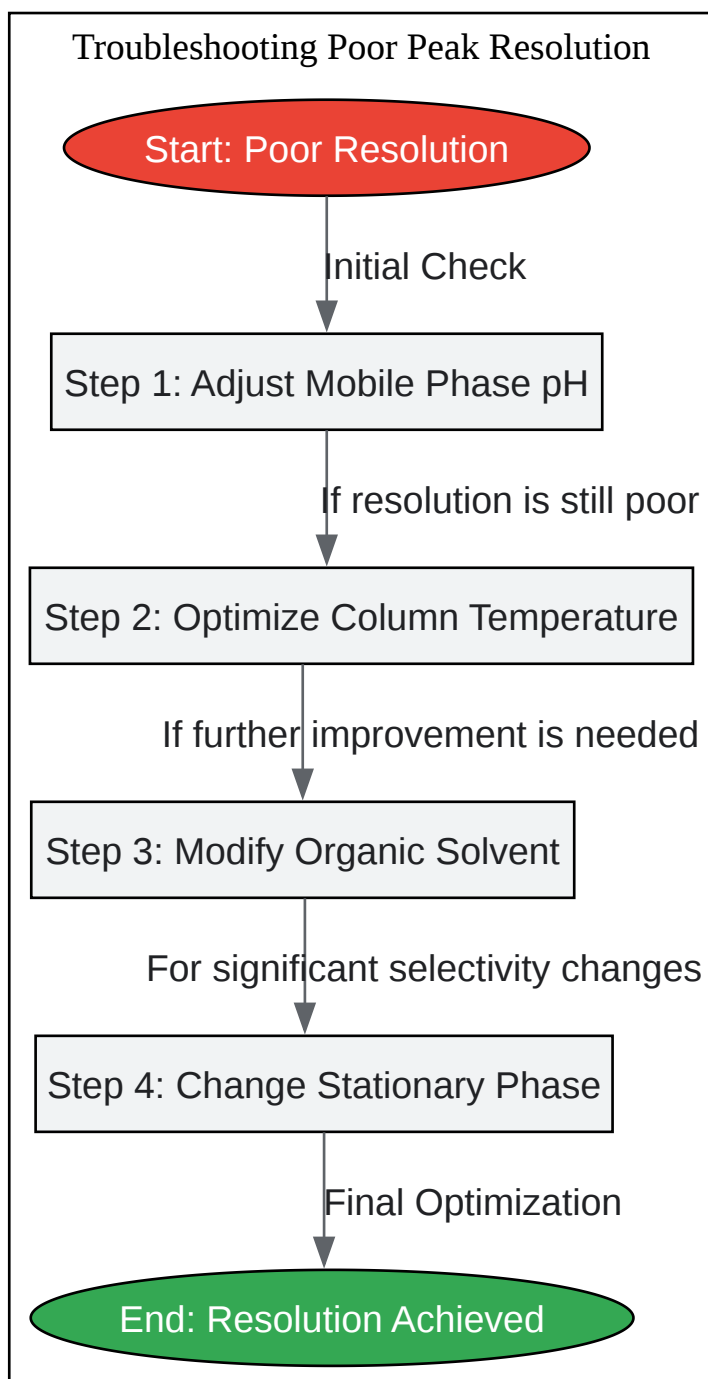 Troubleshooting Poor Peak Resolution
Start: Poor Resolution
Initial Check
Step 1: Adjust Mobile Phase pH
If resolution is still poor
Step 2: Optimize Column Temperature
If further improvement is needed
Step 3: Modify Organic Solvent
For significant selectivity changes
Step 4: Change Stationary Phase
Final Optimization
End: Resolution Achieved